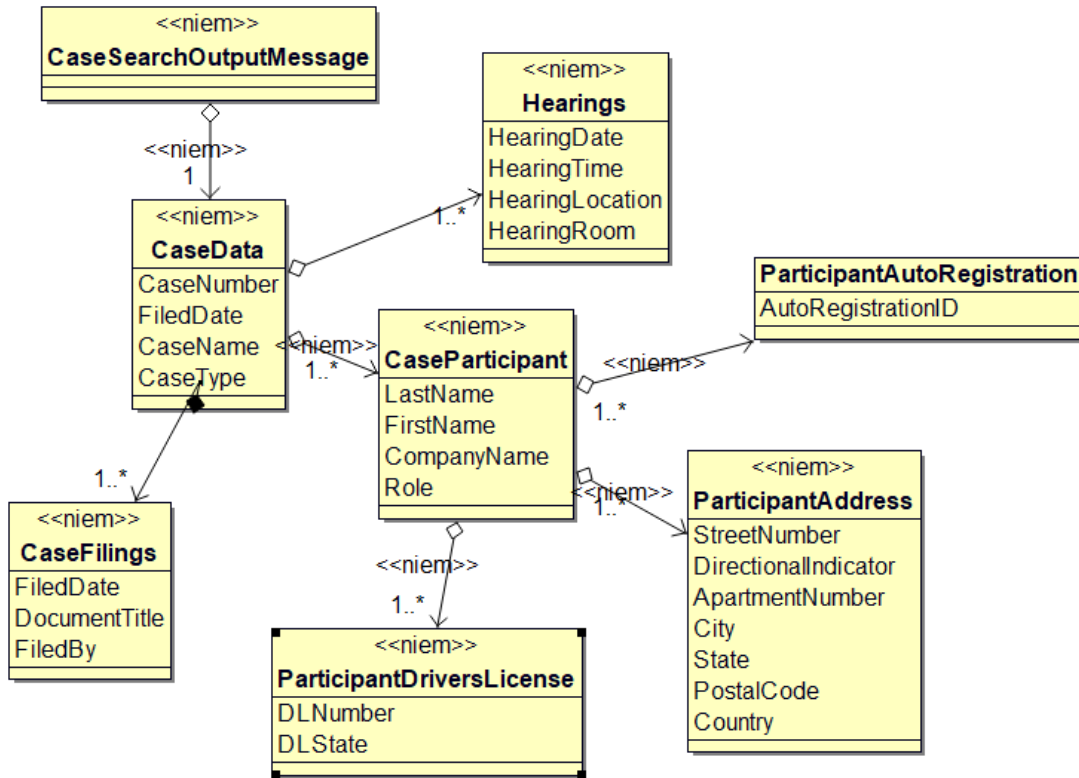 <<niem>>
CaseSearchOutputMessage
<<niem>>
1
<<niem>>
Hearings
HearingDate
HearingTime
HearingLocation
HearingRoom
1..*
<<niem>>
CaseData
CaseNumber
FiledDate
CaseName
CaseType
<<niem>>
1..*
<<niem>>
CaseParticipant
LastName
FirstName
CompanyName
Role
ParticipantAutoRegistration
AutoRegistrationID
<<niem>>
1..*
<<niem>>
1..*
<<niem>>
ParticipantAddress
StreetNumber
DirectionalIndicator
ApartmentNumber
City
State
PostalCode
Country
1..*
<<niem>>
CaseFilings
FiledDate
DocumentTitle
FiledBy
<<niem>>
1..*
<<niem>>
ParticipantDriversLicense
DLNumber
DLState